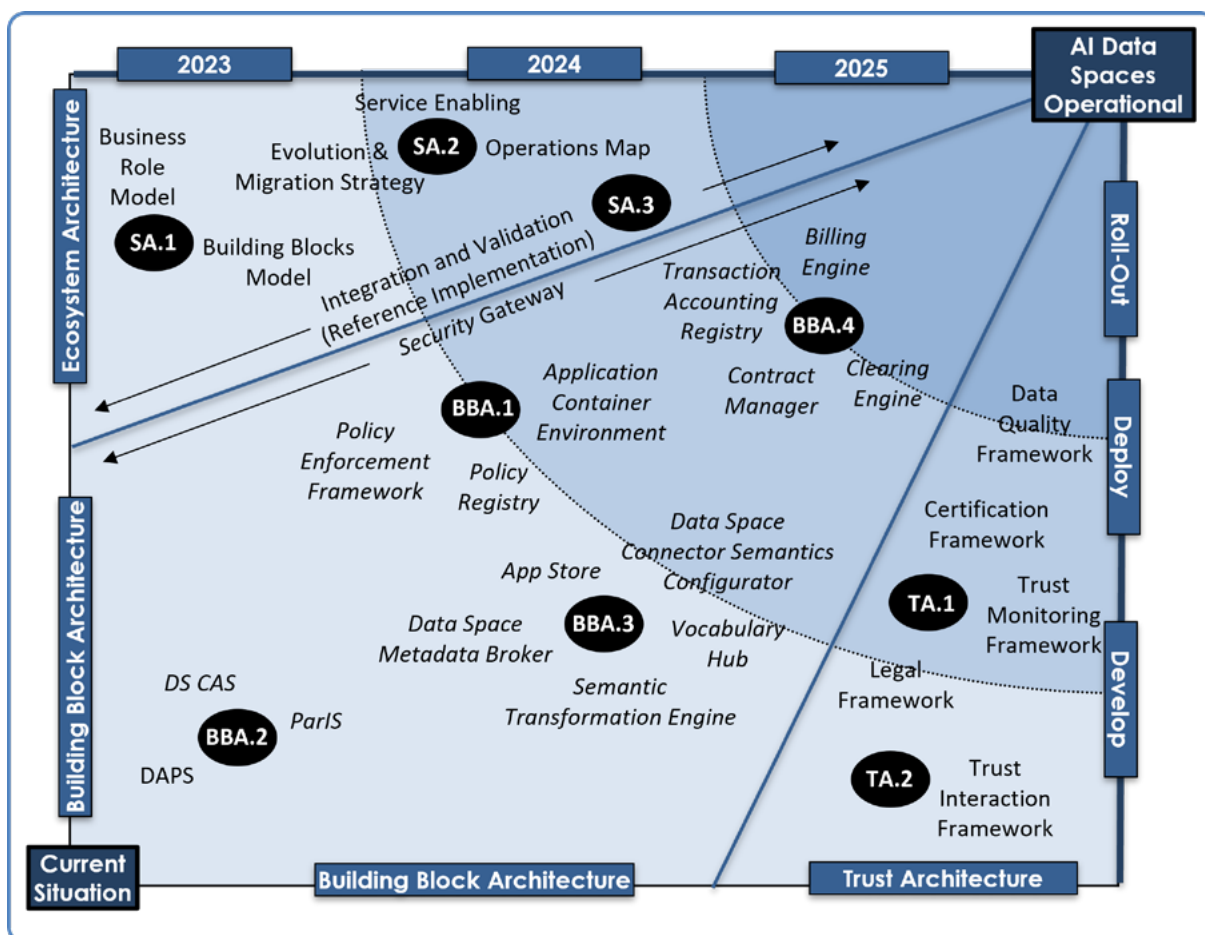 2023
2024
2025
AI Data
Spaces
Operational
Ecosystem Architecture
Building Block Architecture
Business
Role
Model
SA.1
Building Blocks
Model
Service Enabling
SA.2
Evolution &
Migration Strategy
Operations Map
SA.3
Integration and Validation
(Reference Implementation)
Security Gateway
Billing
Engine
Transaction
Accounting
Registry
BBA.4
Contract
Manager
Clearing
Engine
BBA.1
Application
Container
Environment
Policy
Enforcement
Framework
Policy
Registry
Data Space
Connector Semantics
Configurator
App Store
BBA.3
Data Space
Metadata Broker
Vocabulary
Hub
Semantic
Transformation Engine
DS CAS
ParIS
BBA.2
DAPS
Data
Quality
Framework
Certification
Framework
TA.1
Trust
Monitoring
Framework
Legal
Framework
TA.2
Trust
Interaction
Framework
Roll-Out
Deploy
Develop
Current
Situation
Building Block Architecture
Trust Architecture